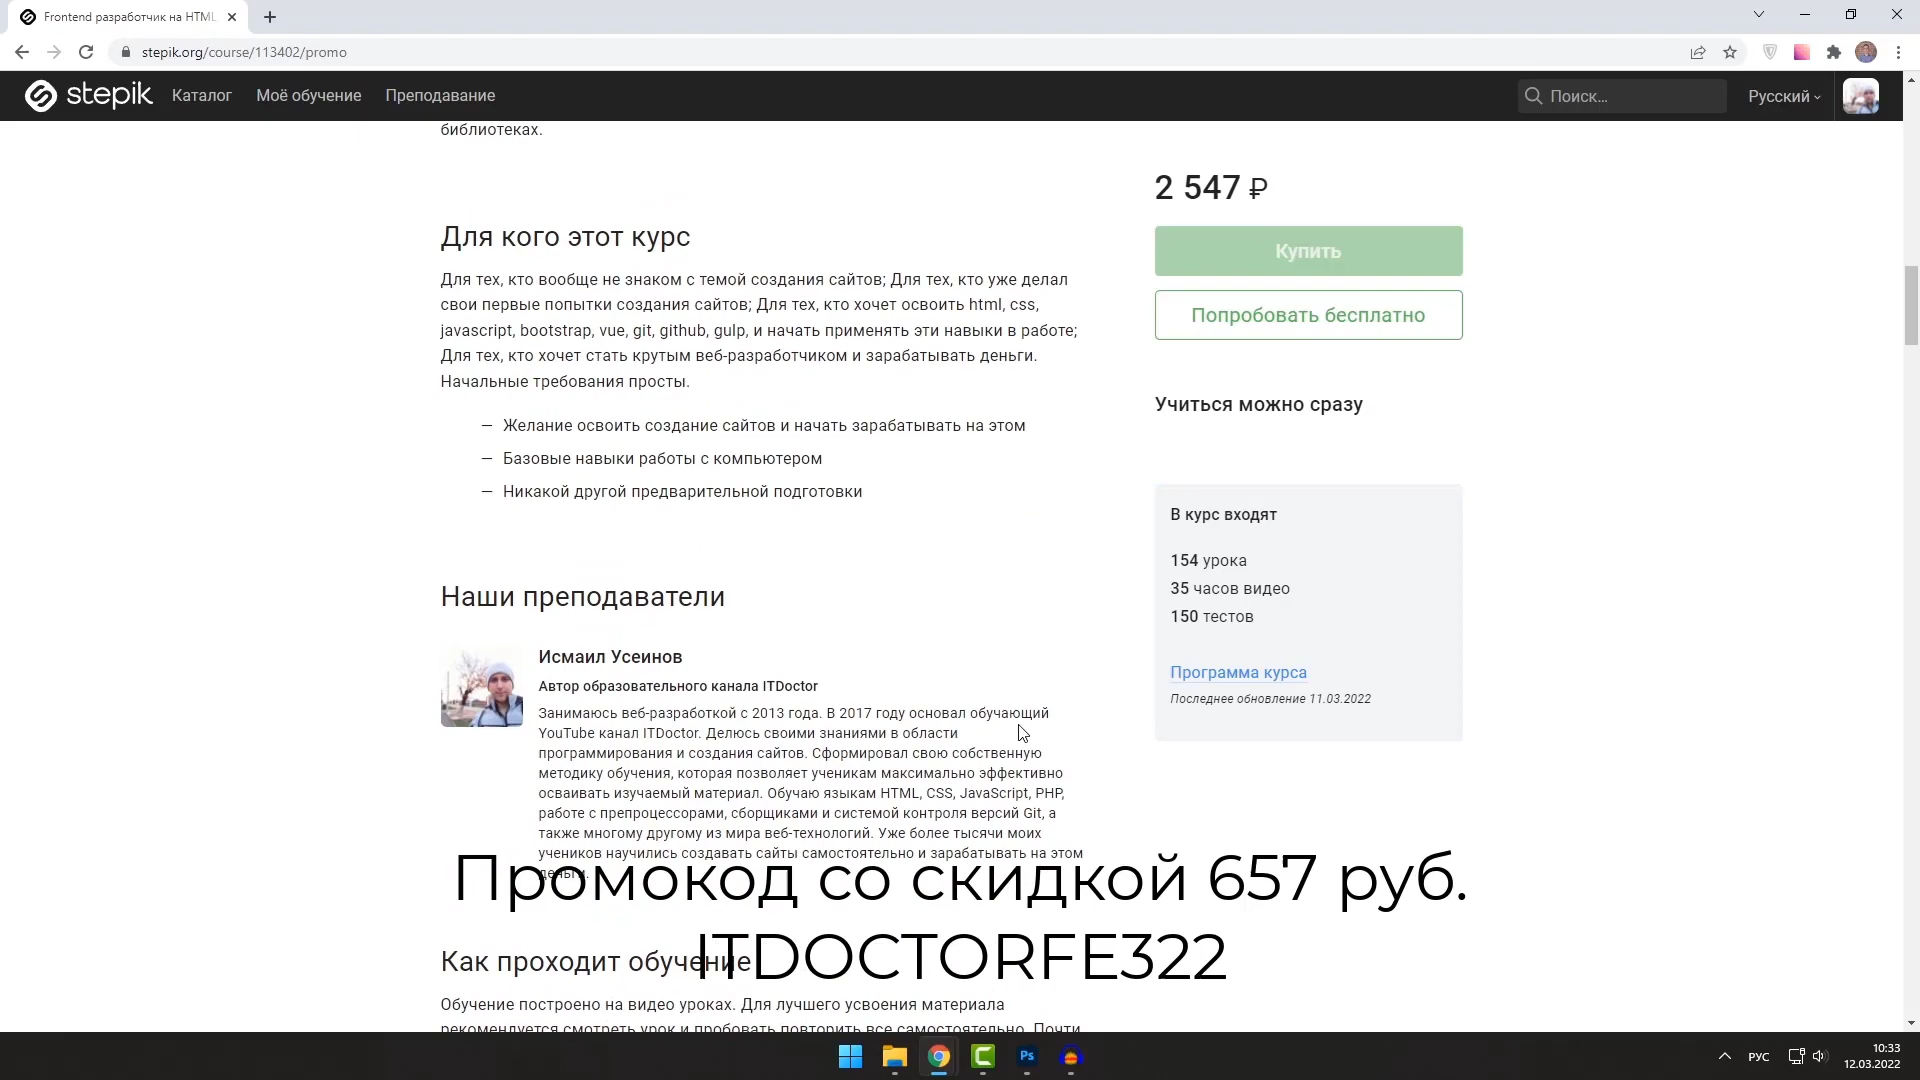 Frontend разработчик на HTML
stepik.org/course/113402/promo
stepik Каталог Моё обучение Преподавание Поиск... Русский
библиотеках.
2 547 ₽
Купить
Попробовать бесплатно
Учиться можно сразу
Для кого этот курс
Для тех, кто вообще не знаком с темой создания сайтов; Для тех, кто уже делал
свои первые попытки создания сайтов; Для тех, кто хочет освоить html, css,
javascript, bootstrap, vue, git, github, gulp, и начать применять эти навыки в работе;
Для тех, кто хочет стать крутым веб-разработчиком и зарабатывать деньги.
Начальные требования просты.
— Желание освоить создание сайтов и начать зарабатывать на этом
— Базовые навыки работы с компьютером
— Никакой другой предварительной подготовки
В курс входят
154 урока
35 часов видео
150 тестов
Программа курса
Последнее обновление 11.03.2022
Наши преподаватели
Исмаил Усеинов
Автор образовательного канала ITDoctor
Занимаюсь веб-разработкой с 2013 года. В 2017 году основал обучающий
YouTube канал ITDoctor. Делюсь своими знаниями в области
программирования и создания сайтов. Сформировал свою собственную
методику обучения, которая позволяет ученикам максимально эффективно
осваивать изучаемый материал. Обучаю языкам HTML, CSS, JavaScript, PHP,
работе с препроцессорами, сборщиками и системой контроля версий Git, а
также многому другому из мира веб-технологий. Уже более тысячи моих
учеников научились создавать сайты самостоятельно и зарабатывать на этом
деньги.
Промокод со скидкой 657 руб.
ITDOCTORFE322
Как проходит обучение
Обучение построено на видео уроках. Для лучшего усвоения материала
рекомендуется смотреть урок и пробовать повторить все самостоятельно. Почти
Ps
РУС
10:33
12.03.2022